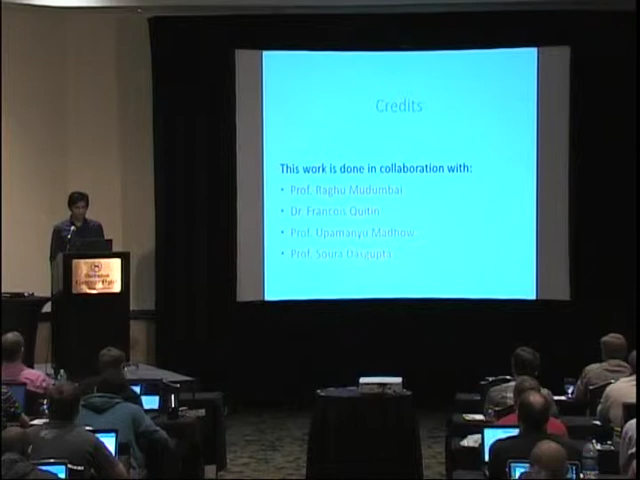 Credits
This work is done in collaboration with:
• Prof. Raghu Mudumbai
• Dr. Francois Quitin
• Prof. Upamanyu Madhow
• Prof. Soura Dasgupta